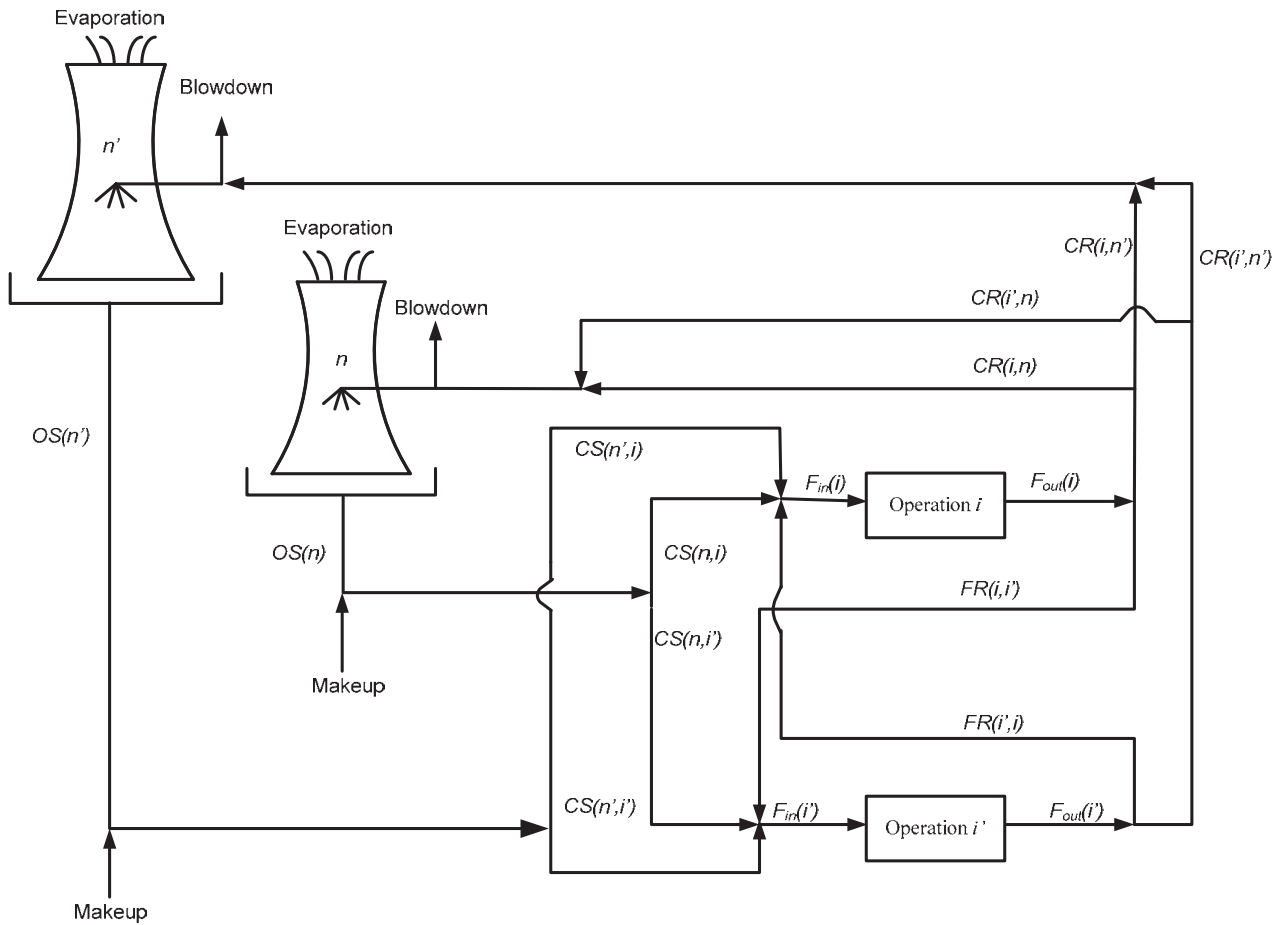 Evaporation
Blowdown
n’
Evaporation
CR(i,n’)
CR(i’,n’)
CR(i’,n)
Blowdown
n
CR(i,n)
OS(n’)
CS(n’,i)
Fin(i)
Fout(i)
Operation i
OS(n)
CS(n,i)
FR(i,i’)
CS(n,i’)
Makeup
FR(i’,i)
CS(n’,i’)
Fin(i’)
Fout(i’)
Operation i’
Makeup